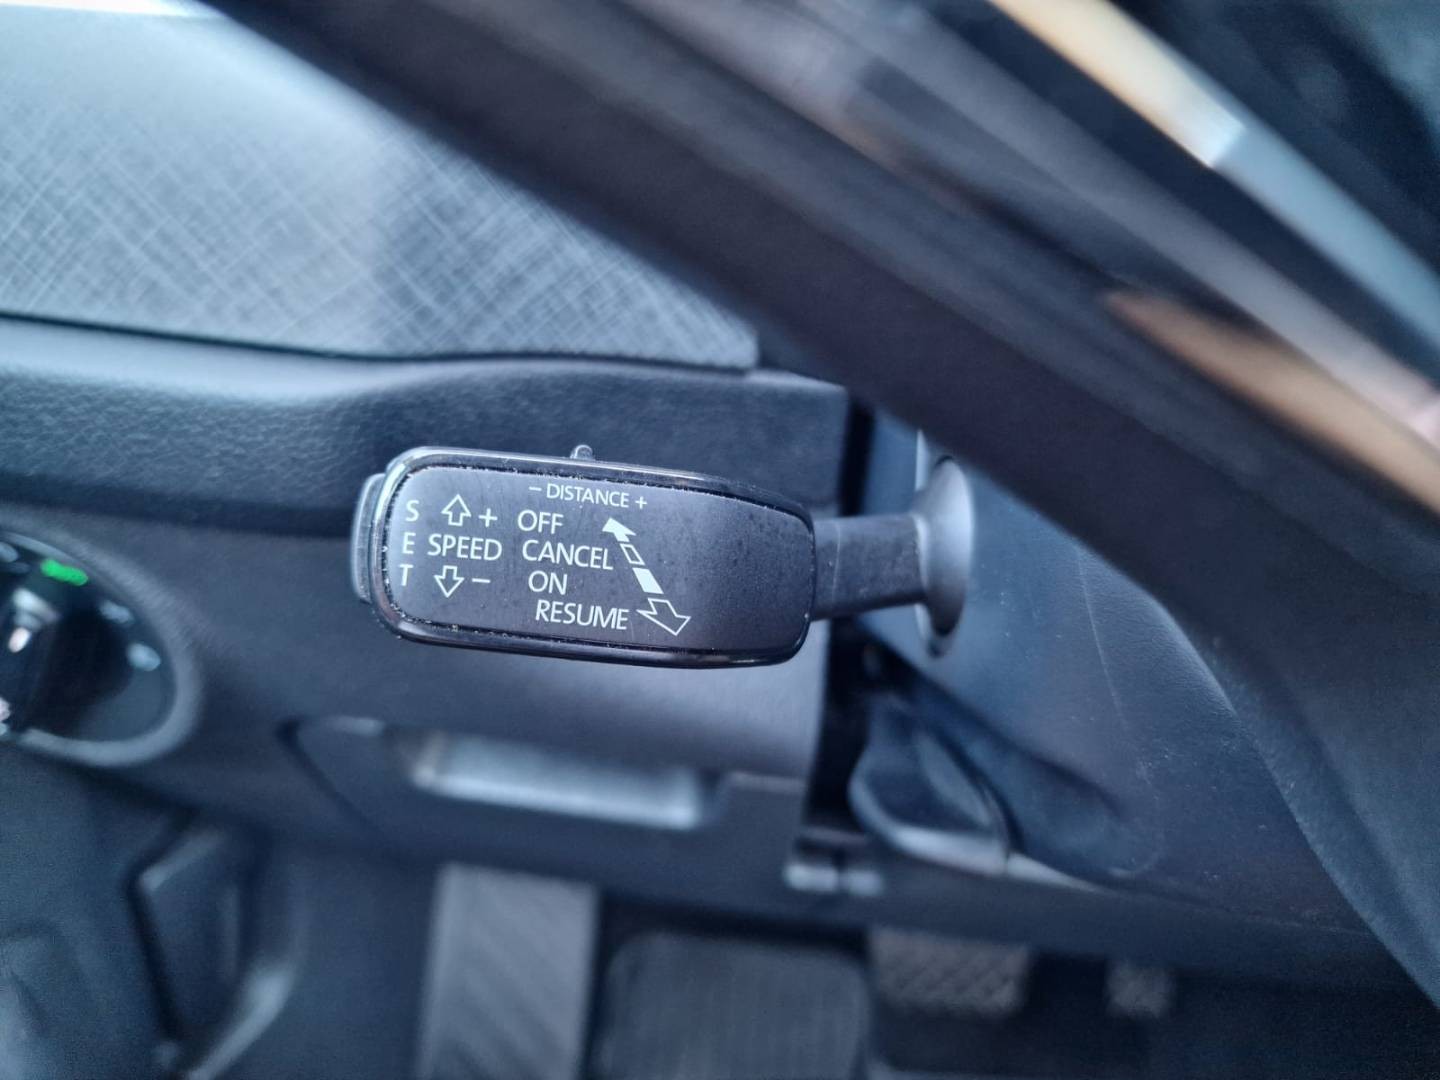 - DISTANCE +
S + OFF
E SPEED CANCEL
T - ON
RESUME